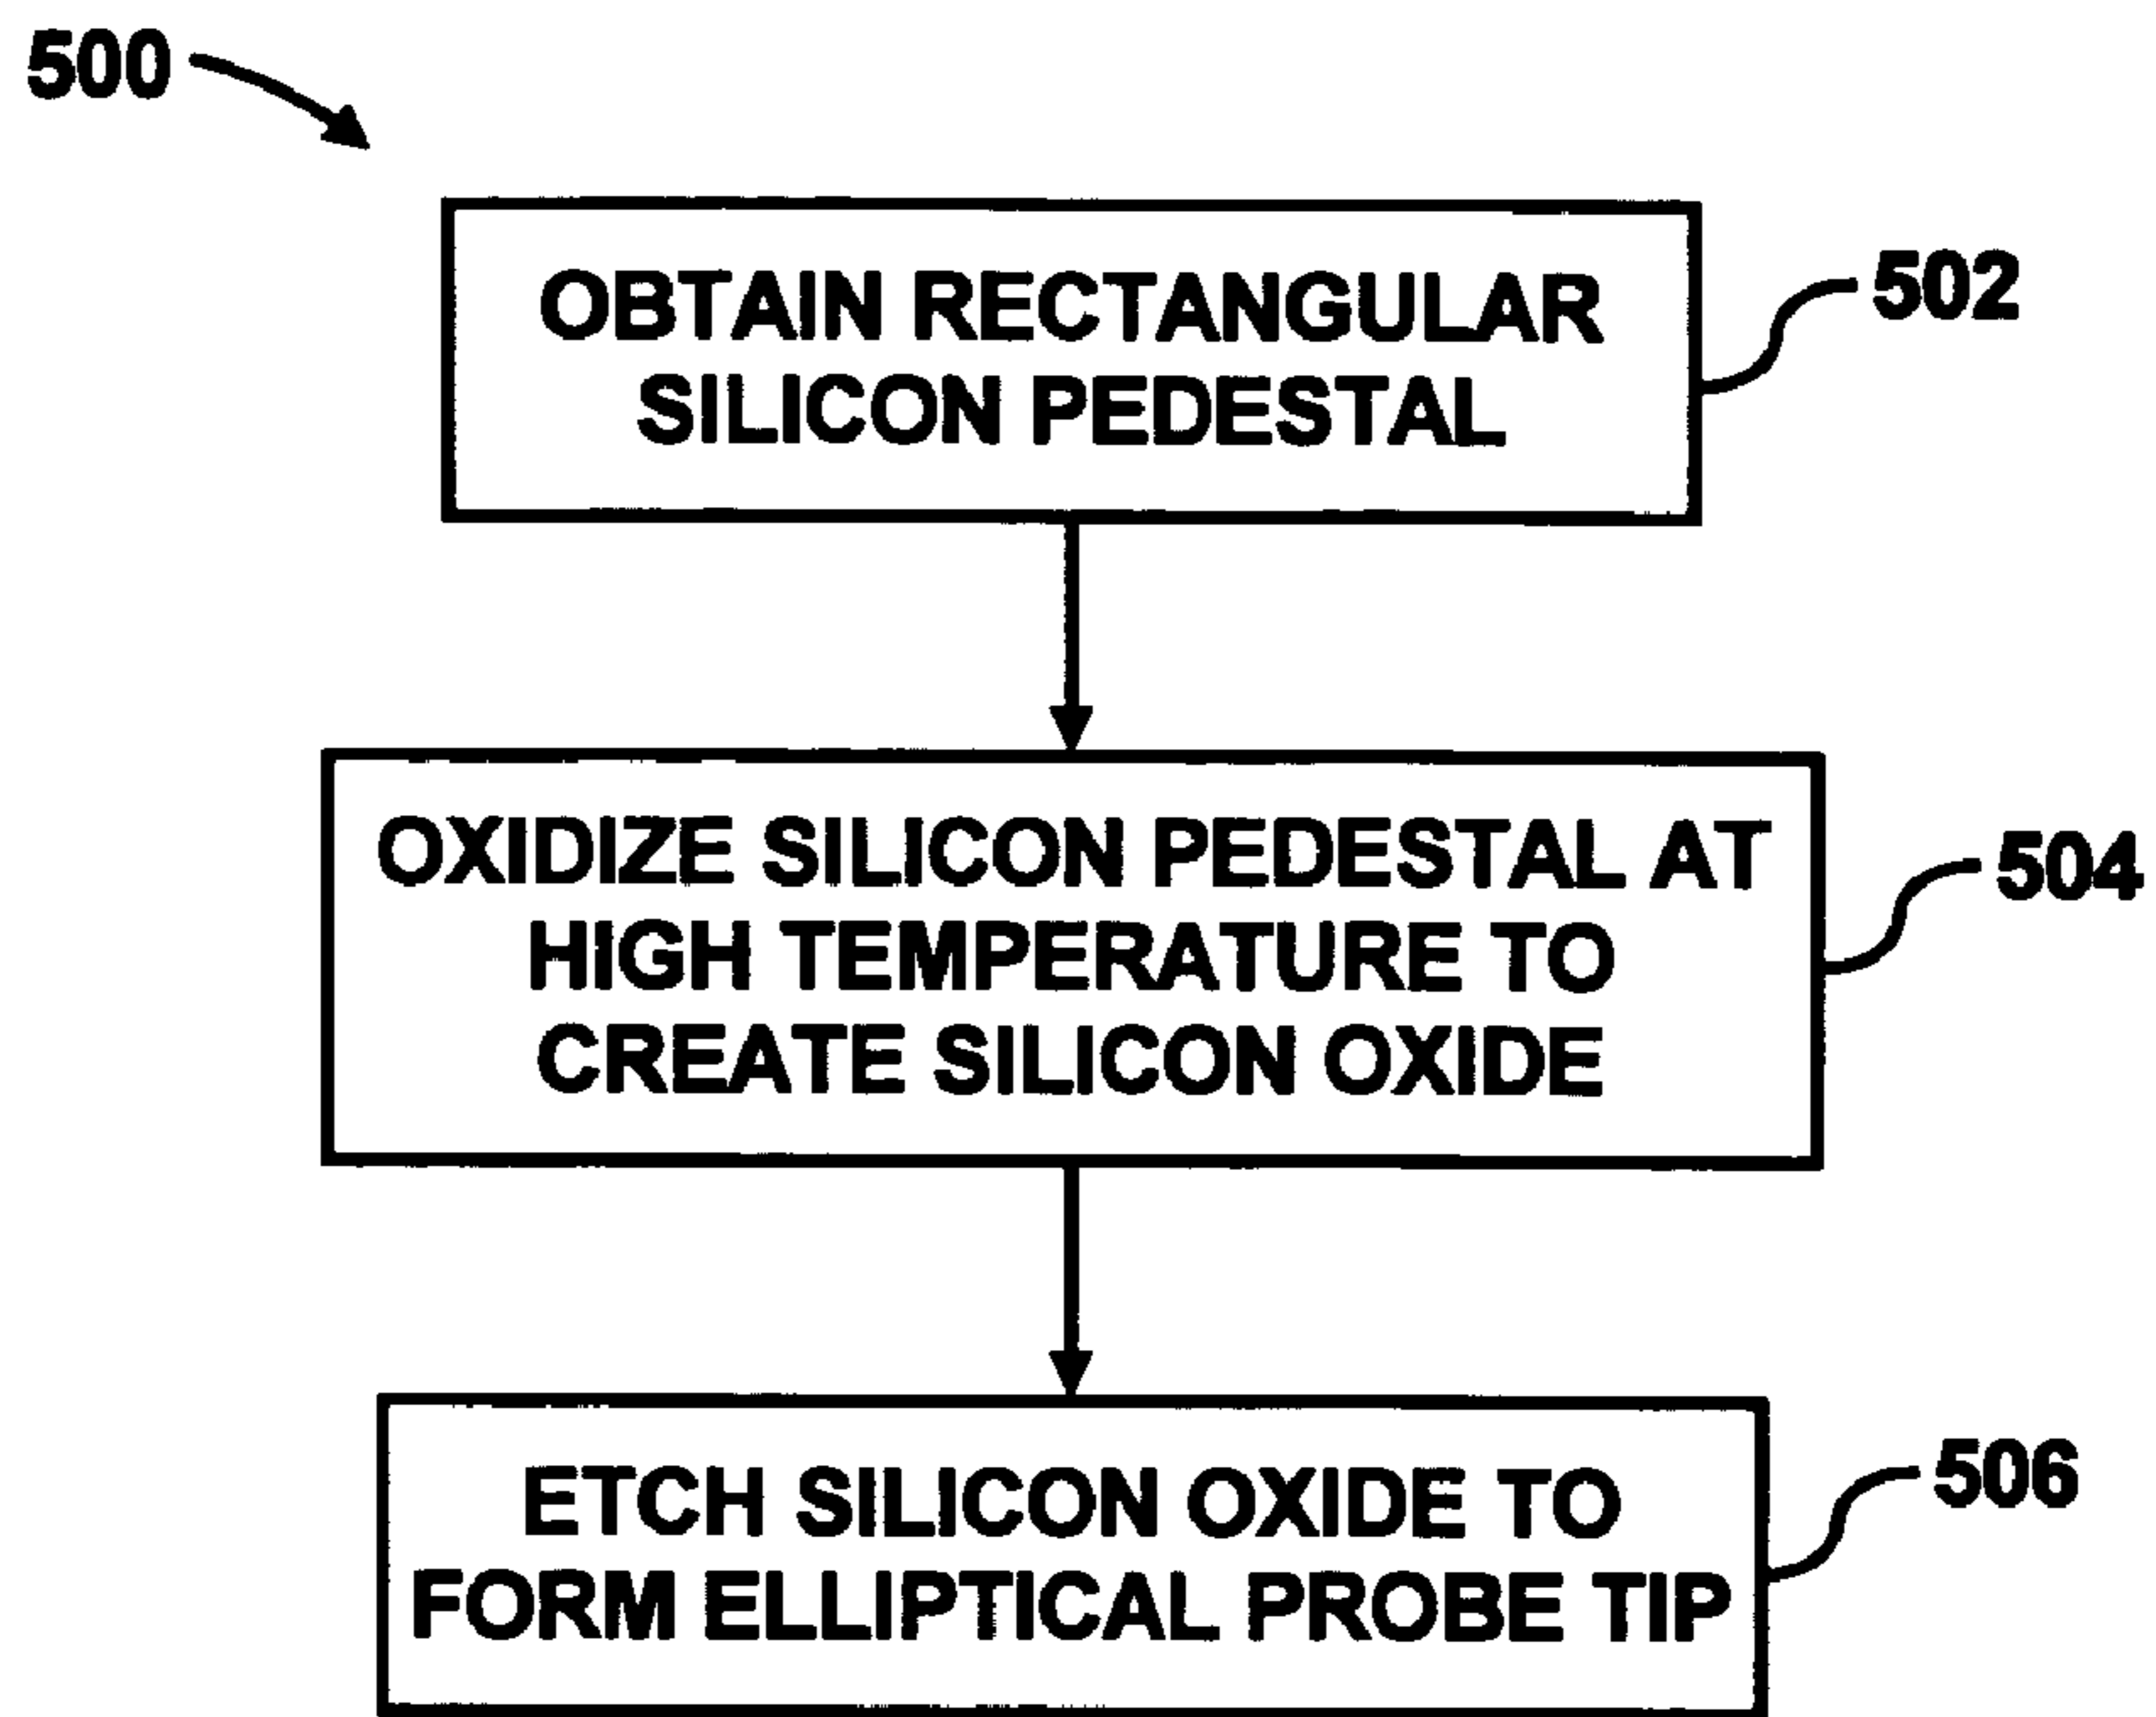 500
OBTAIN RECTANGULAR
SILICON PEDESTAL
502
OXIDIZE SILICON PEDESTAL AT
HIGH TEMPERATURE TO
CREATE SILICON OXIDE
504
ETCH SILICON OXIDE TO
FORM ELLIPTICAL PROBE TIP
506